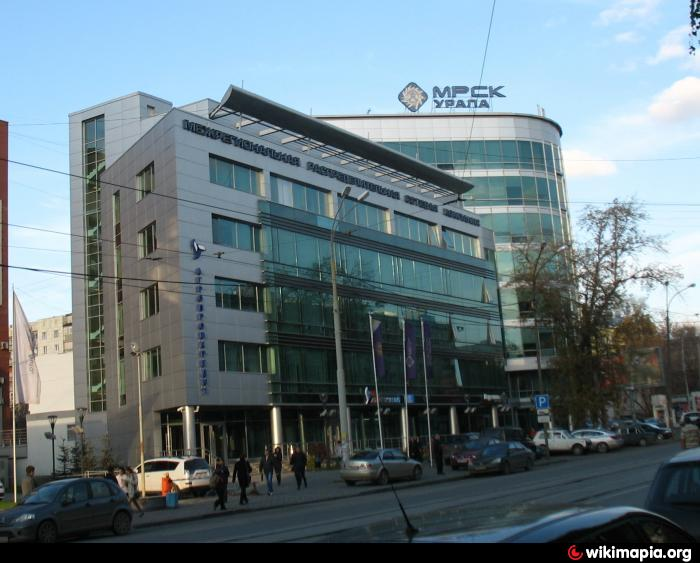 МРСК
УРАЛА
МЕЖРЕГИОНАЛЬНАЯ РАСПРЕДЕЛИТЕЛЬНАЯ СЕТЕВАЯ КОМПАНИЯ
P
wikimapia.org